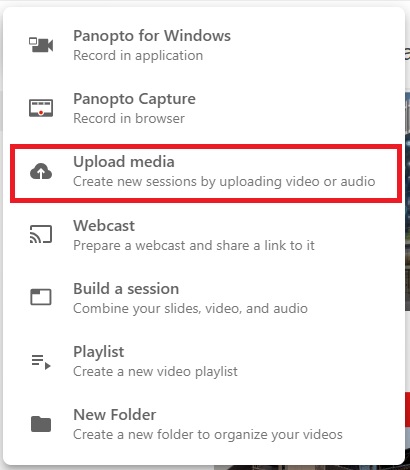 Panopto for Windows
Record in application
Panopto Capture
Record in browser
Upload media
Create new sessions by uploading video or audio
Webcast
Prepare a webcast and share a link to it
Build a session
Combine your slides, video, and audio
Playlist
Create a new video playlist
New Folder
Create a new folder to organize your videos